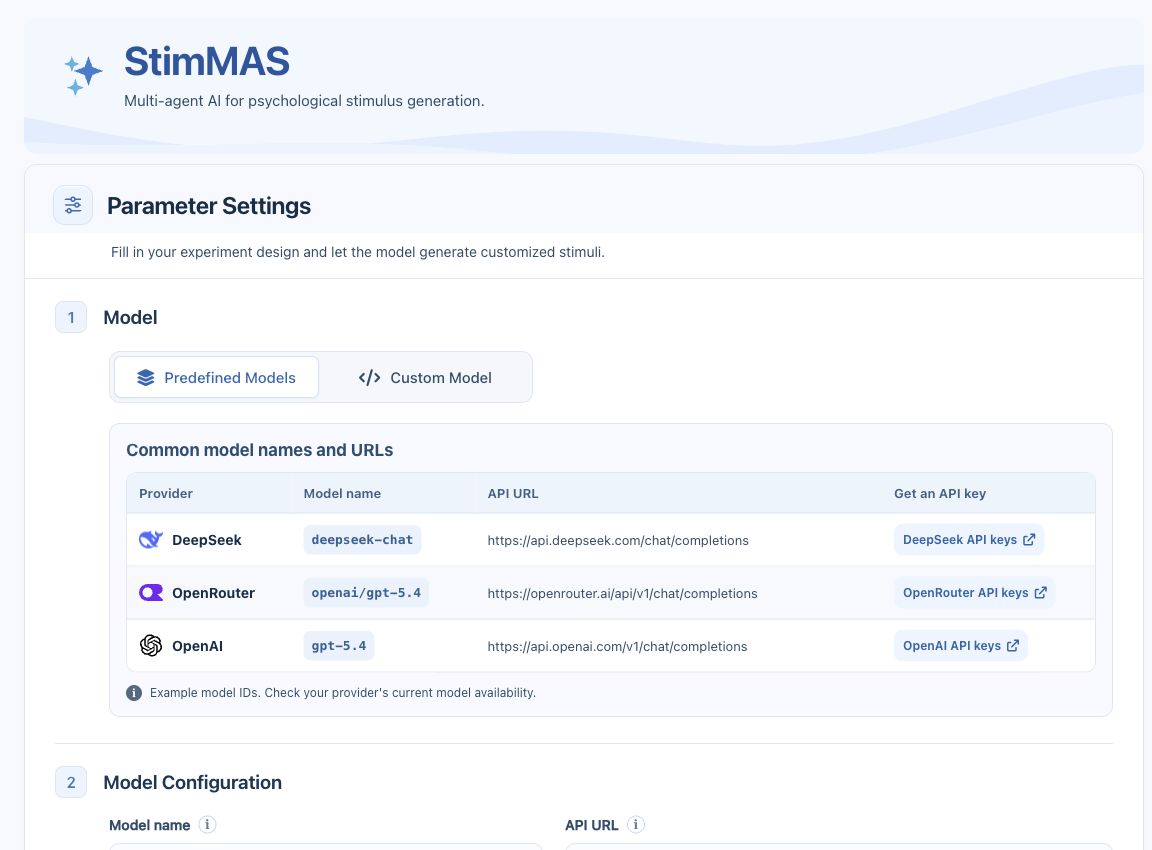 StimMAS
Multi-agent AI for psychological stimulus generation.
Parameter Settings
Fill in your experiment design and let the model generate customized stimuli.
1 Model
Predefined Models </> Custom Model
Common model names and URLs
Provider Model name API URL Get an API key
DeepSeek deepseek-chat https://api.deepseek.com/chat/completions DeepSeek API keys
OpenRouter openai/gpt-5.4 https://openrouter.ai/api/v1/chat/completions OpenRouter API keys
OpenAI gpt-5.4 https://api.openai.com/v1/chat/completions OpenAI API keys
i Example model IDs. Check your provider's current model availability.
2 Model Configuration
Model name i API URL i